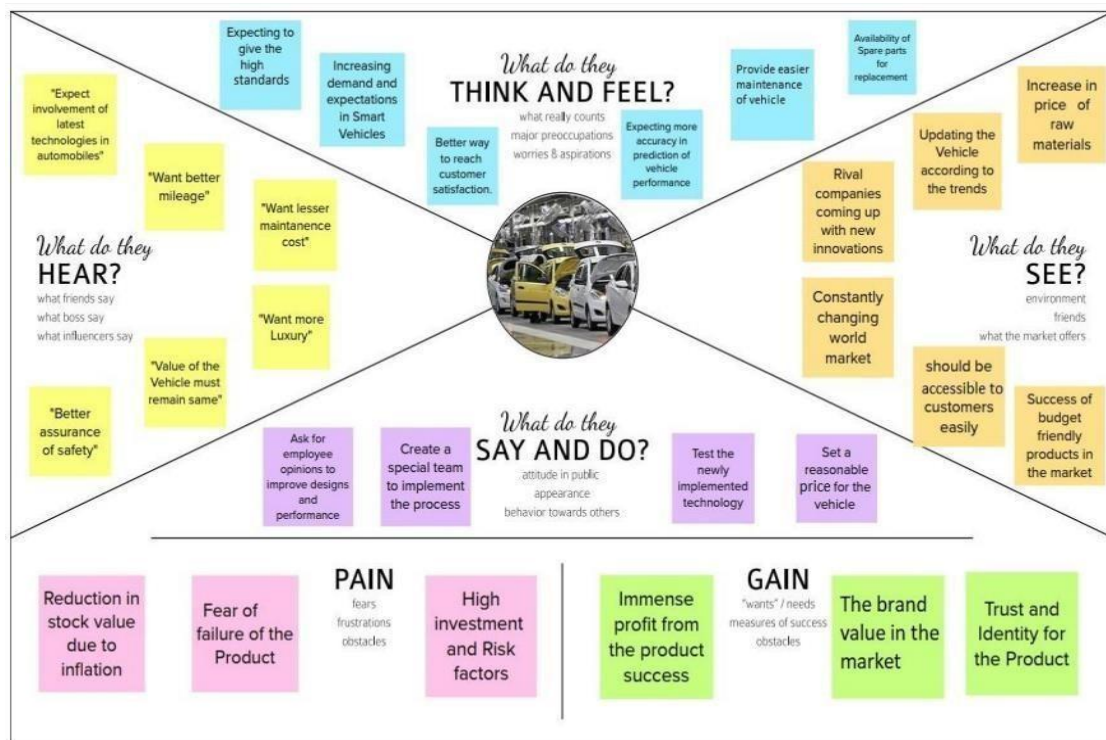 What do they
THINK AND FEEL?
what really counts
major preoccupations
worries & aspirations
Expecting to
give the
high
standards
Increasing
demand and
expectations
in Smart
Vehicles
Better way
to reach
customer
satisfaction.
Expecting more
accuracy in
prediction of
vehicle
performance
Provide easier
maintenance
of vehicle
Availability of
Spare parts
for
replacement
What do they
HEAR?
what friends say
what boss say
what influencers say
"Expect
involvement of
latest
technologies in
automobiles"
"Want better
mileage"
"Want lesser
maintanence
cost"
"Want more
Luxury"
"Value of the
Vehicle must
remain same"
"Better
assurance
of safety"
What do they
SEE?
environment
friends
what the market offers
Increase in
price of
raw
materials
Updating the
Vehicle
according to
the trends
Rival
companies
coming up
with new
innovations
Constantly
changing
world
market
should be
accessible to
customers
easily
Success of
budget
friendly
products in
the market
What do they
SAY AND DO?
attitude in public
appearance
behavior towards others
Ask for
employee
opinions to
improve designs
and
performance
Create a
special team
to implement
the process
Test the
newly
implemented
technology
Set a
reasonable
price for the
vehicle
PAIN
fears
frustrations
obstacles
Reduction in
stock value
due to
inflation
Fear of
failure of the
Product
High
investment
and Risk
factors
GAIN
"wants" / needs
measures of success
obstacles
Immense
profit from
the product
success
The brand
value in the
market
Trust and
Identity for
the Product